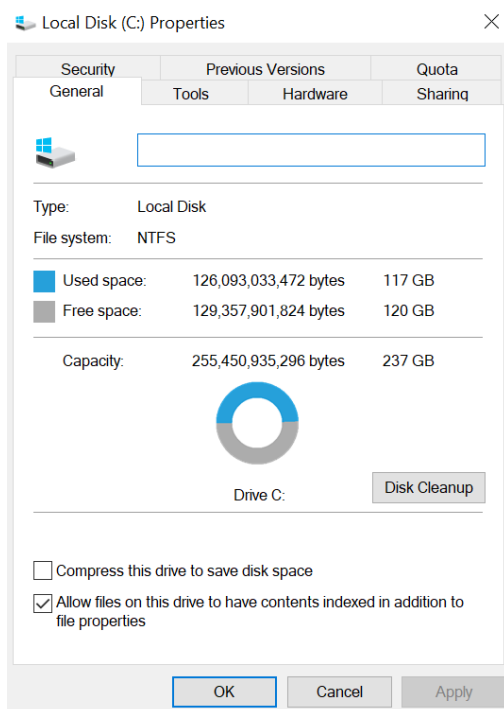 Local Disk (C:) Properties
Security Previous Versions Quota
General Tools Hardware Sharing
Type: Local Disk
File system: NTFS
Used space: 126,093,033,472 bytes 117 GB
Free space: 129,357,901,824 bytes 120 GB
Capacity: 255,450,935,296 bytes 237 GB
Drive C:
Disk Cleanup
Compress this drive to save disk space
Allow files on this drive to have contents indexed in addition to
file properties
OK Cancel Apply